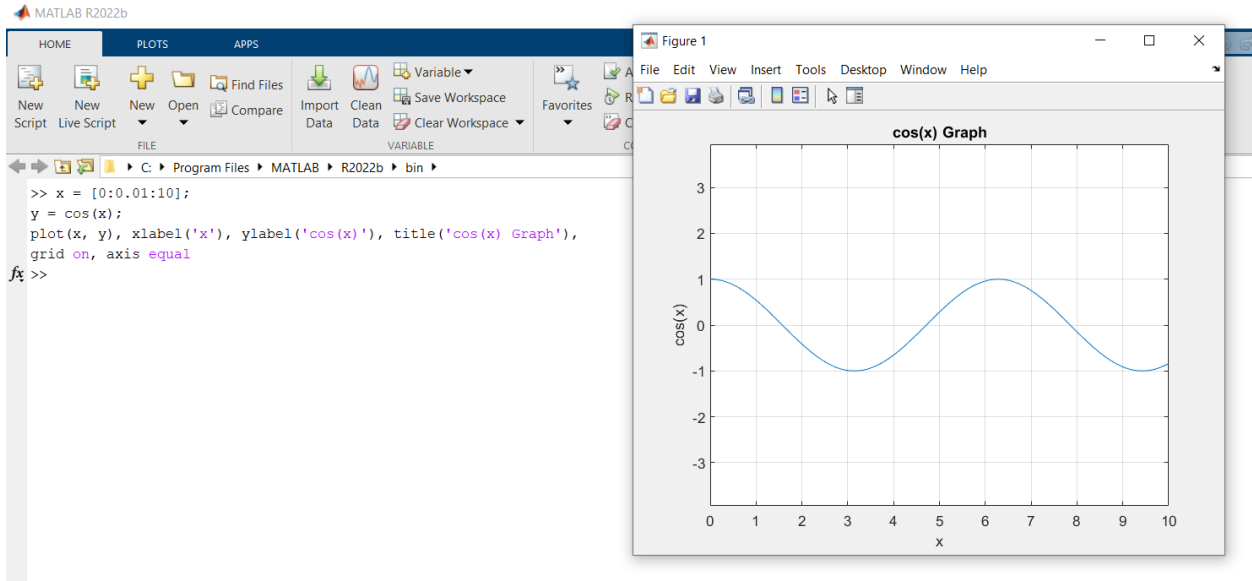 MATLAB R2022b
HOME PLOTS APPS
New Script
New Live Script
New
Open
Find Files
Compare
FILE
Import Data
Clean Data
Variable
Save Workspace
Clear Workspace
VARIABLE
Favorites
C: Program Files MATLAB R2022b bin
>> x = [0:0.01:10];
y = cos(x);
plot(x, y), xlabel('x'), ylabel('cos(x)'), title('cos(x) Graph'),
grid on, axis equal
fx >>
Figure 1
File Edit View Insert Tools Desktop Window Help
cos(x) Graph
3
2
1
0
-1
-2
-3
cos(x)
0 1 2 3 4 5 6 7 8 9 10
x